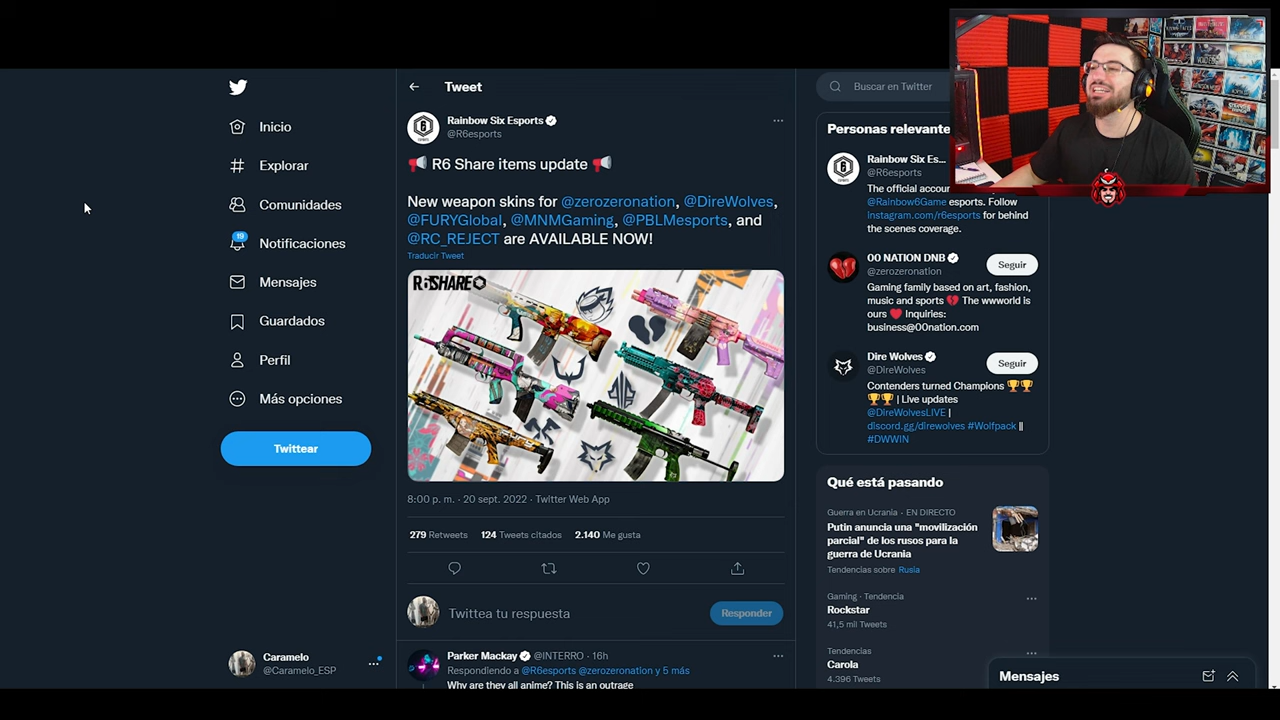 Inicio
Explorar
Comunidades
19
Notificaciones
Mensajes
Guardados
Perfil
Más opciones
Twittear
Caramelo
@Caramelo_ESP
Tweet
Rainbow Six Esports
@R6esports
R6 Share items update
New weapon skins for @zerozeronation, @DireWolves,
@FURYGlobal, @MNMGaming, @PBLMesports, and
@RC_REJECT are AVAILABLE NOW!
Traducir Tweet
R6SHARE
8:00 p. m. · 20 sept. 2022 · Twitter Web App
279 Retweets 124 Tweets citados 2.140 Me gusta
Twittea tu respuesta
Responder
Parker Mackay @INTERRO · 16h
Respondiendo a @R6esports @zerozeronation y 5 más
Why are they all anime? This is an outrage
Buscar en Twitter
Personas relevante
Rainbow Six Es...
@R6esports
The official accou
@Rainbow6Game esports. Follow
instagram.com/r6esports for behind
the scenes coverage.
00 NATION DNB
@zerozeronation
Seguir
Gaming family based on art, fashion,
music and sports 💔 The wwworld is
ours ❤️ Inquiries:
business@00nation.com
Dire Wolves
@DireWolves
Seguir
Contenders turned Champions 🏆🏆
🏆🏆 | Live updates
@DireWolvesLIVE |
discord.gg/direwolves #Wolfpack ||
#DWWIN
Qué está pasando
Guerra en Ucrania · EN DIRECTO
Putin anuncia una "movilización
parcial" de los rusos para la
guerra de Ucrania
Tendencias sobre Rusia
Gaming · Tendencia
Rockstar
41,5 mil Tweets
Tendencias
Carola
4.396 Tweets
Mensajes